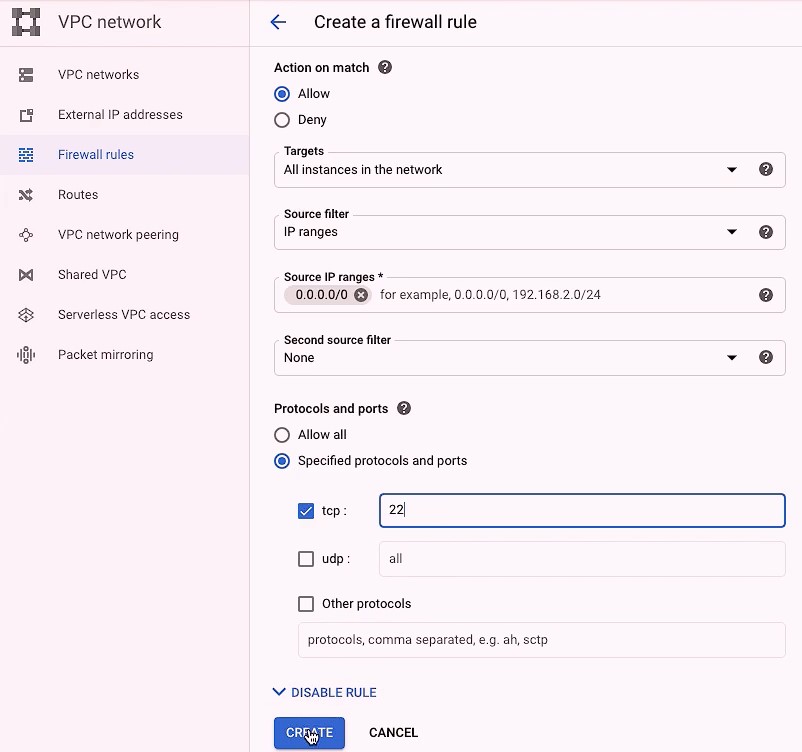 VPC network
Create a firewall rule
VPC networks
External IP addresses
Firewall rules
Routes
VPC network peering
Shared VPC
Serverless VPC access
Packet mirroring
Action on match
Allow
Deny
Targets
All instances in the network
Source filter
IP ranges
Source IP ranges *
0.0.0.0/0 for example, 0.0.0.0/0, 192.168.2.0/24
Second source filter
None
Protocols and ports
Allow all
Specified protocols and ports
tcp : 22
udp : all
Other protocols
protocols, comma separated, e.g. ah, sctp
DISABLE RULE
CREATE CANCEL